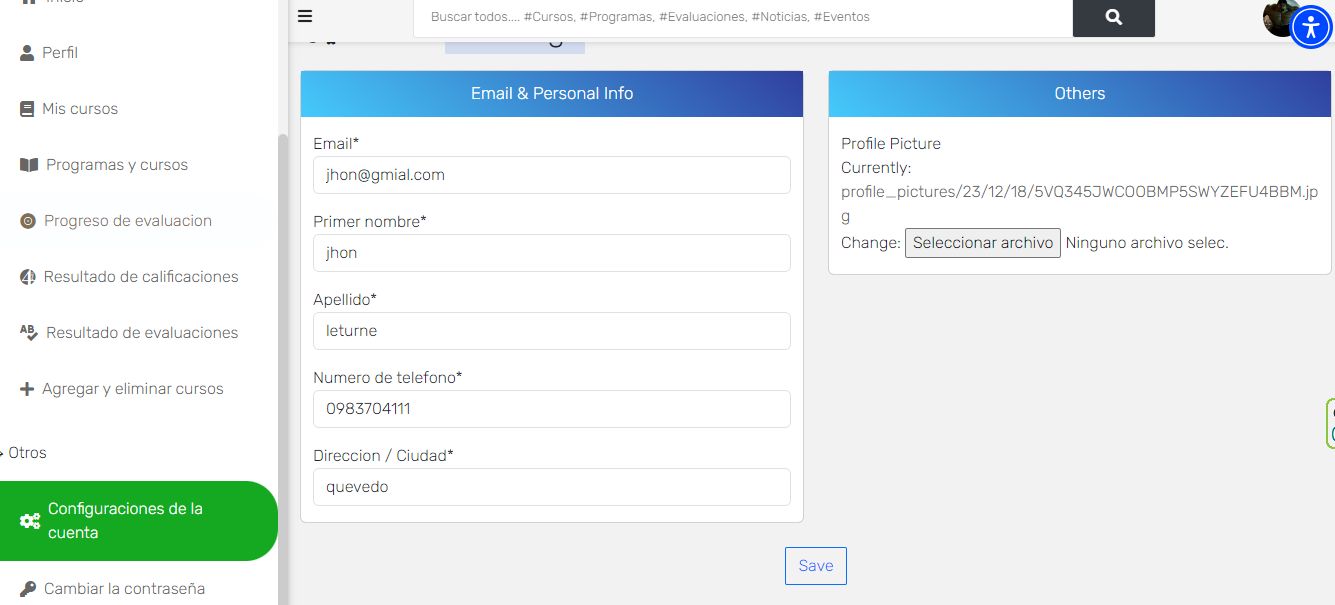 Buscar todos.... #Cursos, #Programas, #Evaluaciones, #Noticias, #Eventos
Perfil
Mis cursos
Programas y cursos
Progreso de evaluacion
Resultado de calificaciones
Resultado de evaluaciones
Agregar y eliminar cursos
Otros
Configuraciones de la
cuenta
Cambiar la contraseña
Email & Personal Info
Email*
jhon@gmial.com
Primer nombre*
jhon
Apellido*
leturne
Numero de telefono*
0983704111
Direccion / Ciudad*
quevedo
Others
Profile Picture
Currently:
profile_pictures/23/12/18/5VQ345JWCOOBMP5SWYZEFU4BBM.jp
g
Change: Seleccionar archivo Ninguno archivo selec.
Save